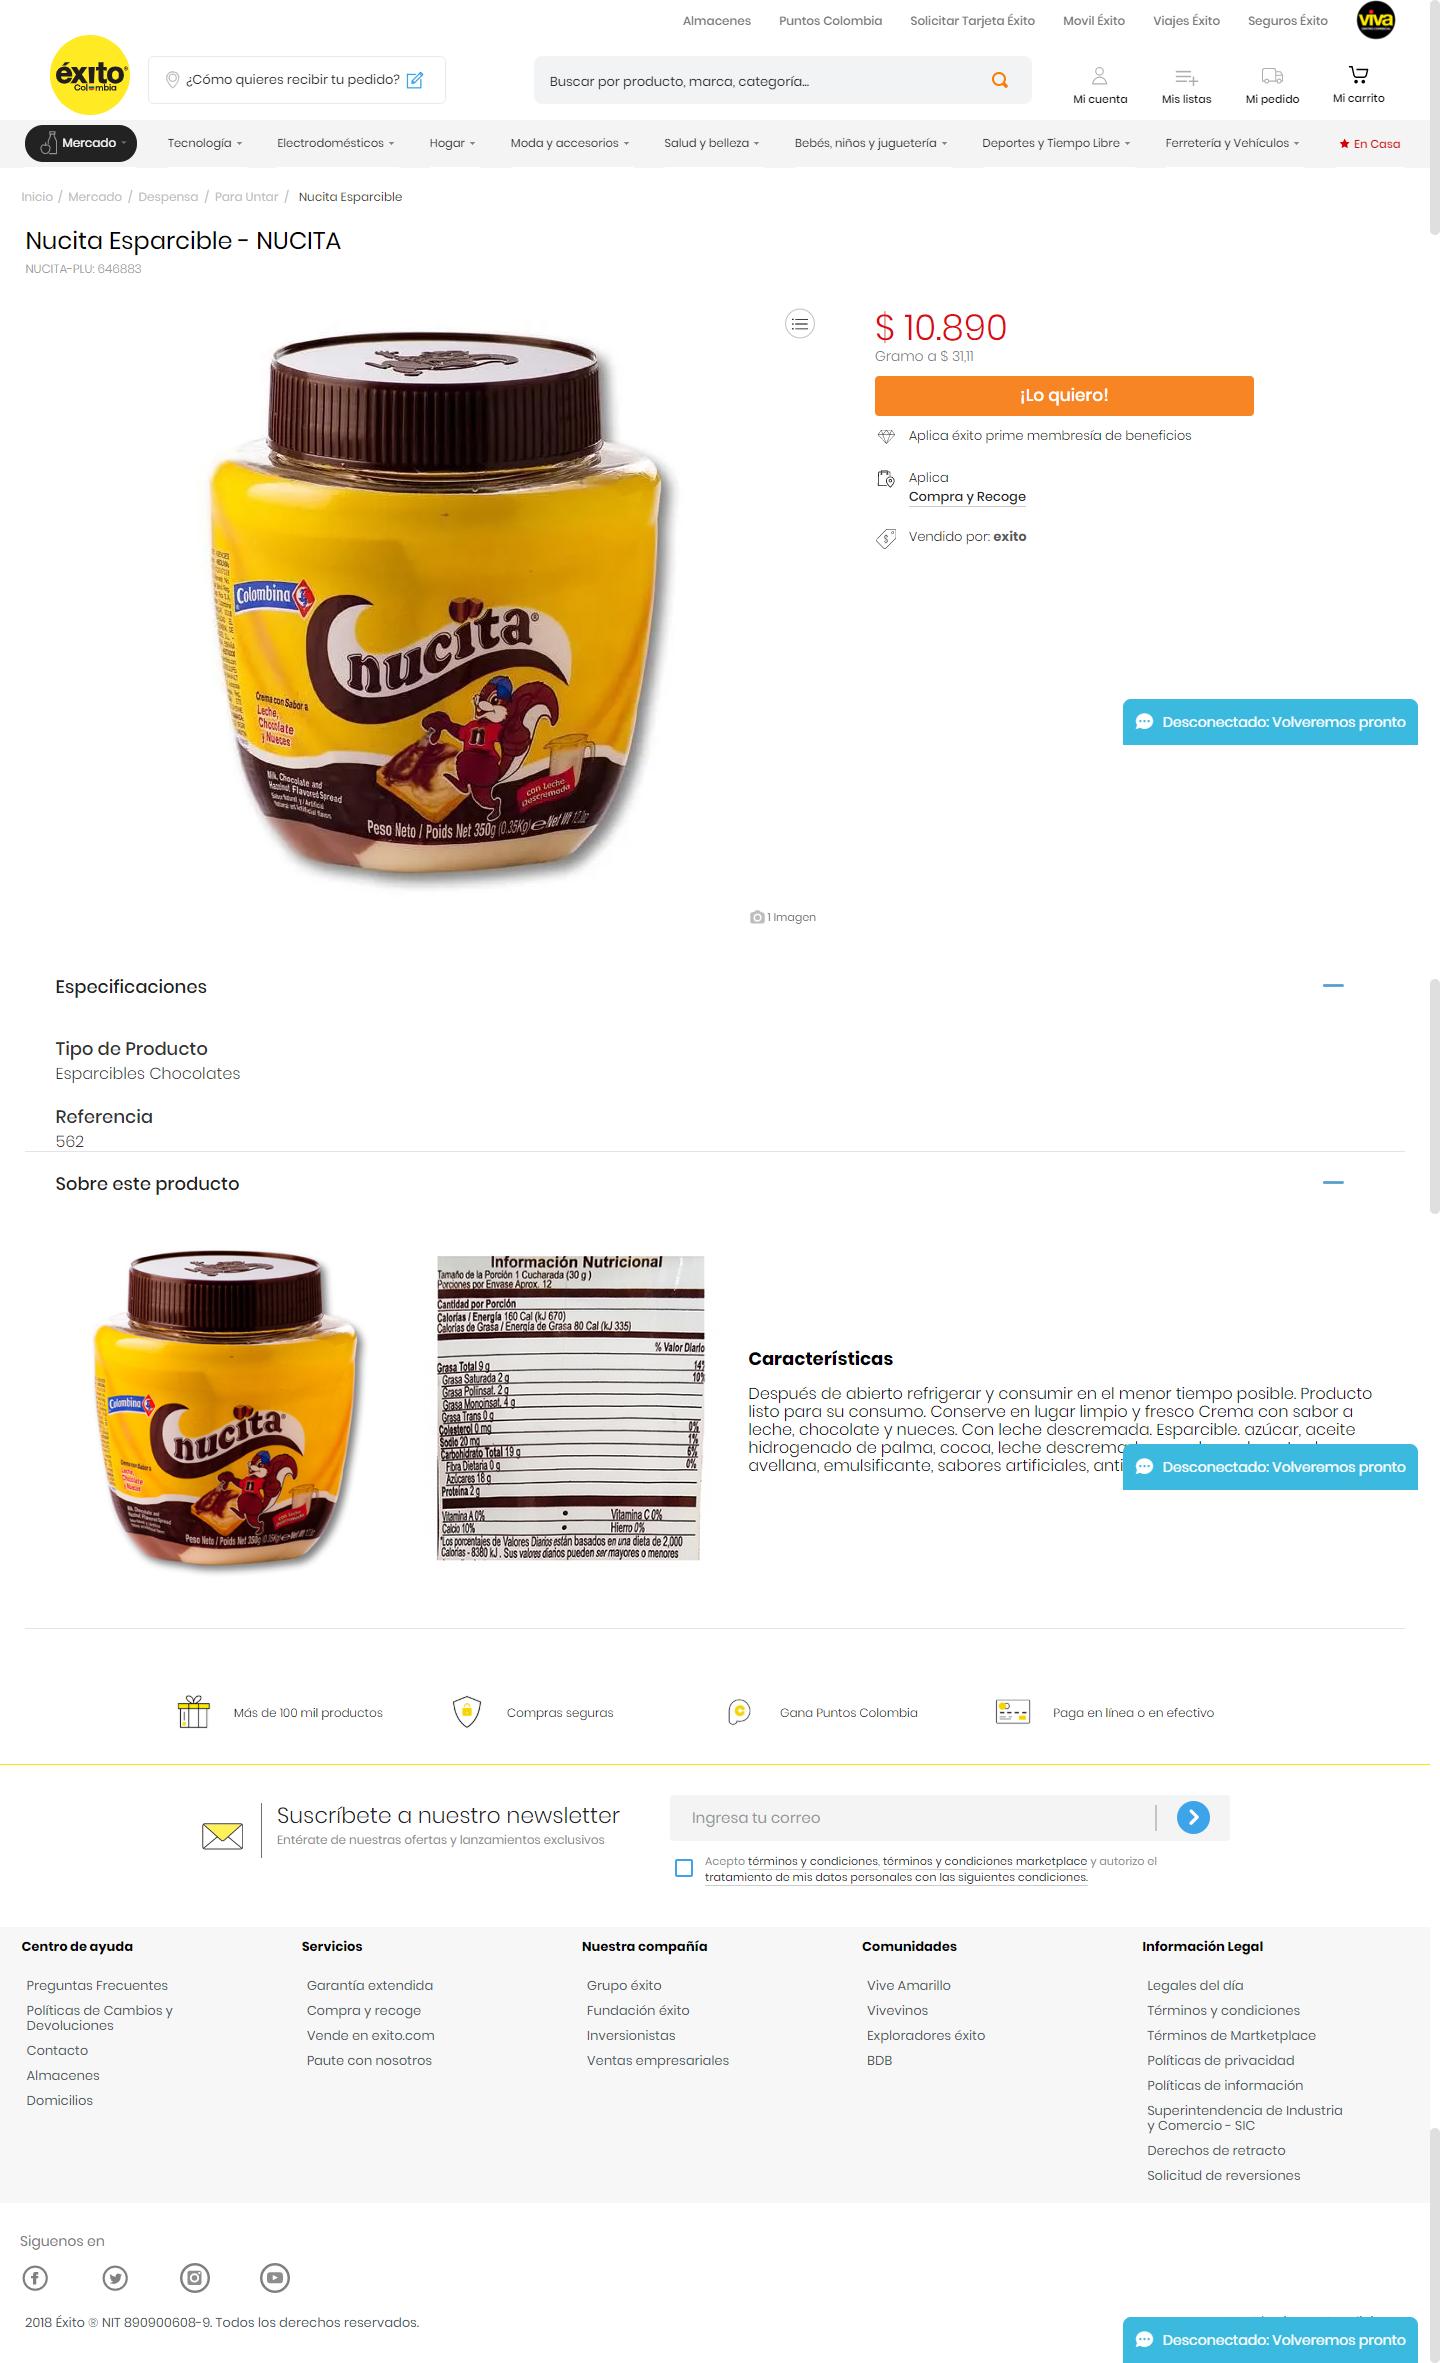 Almacenes Puntos Colombia Solicitar Tarjeta Éxito Movil Éxito Viajes Éxito Seguros Éxito viva
éxito
Colombia
¿Cómo quieres recibir tu pedido?
Buscar por producto, marca, categoría...
Mi cuenta Mis listas Mi pedido Mi carrito
Mercado Tecnología Electrodomésticos Hogar Moda y accesorios Salud y belleza Bebés, niños y juguetería Deportes y Tiempo Libre Ferretería y Vehículos En Casa
Inicio / Mercado / Despensa / Para Untar / Nucita Esparcible
Nucita Esparcible - NUCITA
NUCITA-PLU: 646883
$ 10.890
Gramo a $ 31,11
¡Lo quiero!
Aplica éxito prime membresía de beneficios
Aplica
Compra y Recoge
Vendido por: exito
Colombina
nucita®
Crema con Sabor a
Leche,
Chocolate
y Nueces
Milk, Chocolate and
Hazelnut Flavored Spread
con Leche
Descremada
Peso Neto / Poids Net 350g (0.35Kg) e Net Wt
Desconectado: Volveremos pronto
1 Imagen
Especificaciones
Tipo de Producto
Esparcibles Chocolates
Referencia
562
Sobre este producto
Colombina
nucita
con Leche
Peso Neto / Poids Net 350g
Información Nutricional
Tamaño de la Porción 1 Cucharada (30 g)
Porciones por Envase Aprox. 12
Cantidad por Porción
Calorías / Energía 160 Cal (kJ 670)
Calorías de Grasa / Energía de Grasa 80 Cal (kJ 335)
% Valor Diario
Grasa Total 9 g 14%
Grasa Saturada 2 g 10%
Grasa Poliinsat. 2 g
Grasa Monoinsat. 4 g
Grasa Trans 0 g
Colesterol 0 mg 0%
Sodio 20 mg 1%
Carbohidrato Total 19 g 6%
Fibra Dietaria 0 g 0%
Azúcares 18 g
Proteína 2 g
Vitamina A 0% • Vitamina C 0%
Calcio 10% • Hierro 0%
*Los porcentajes de Valores Diarios están basados en una dieta de 2,000
Calorías - 8380 kJ. Sus valores diarios pueden ser mayores o menores
Características
Después de abierto refrigerar y consumir en el menor tiempo posible. Producto
listo para su consumo. Conserve en lugar limpio y fresco Crema con sabor a
leche, chocolate y nueces. Con leche descremada. Esparcible. azúcar, aceite
hidrogenado de palma, cocoa, leche descrema
avellana, emulsificante, sabores artificiales, anti
Desconectado: Volveremos pronto
Más de 100 mil productos Compras seguras Gana Puntos Colombia Paga en línea o en efectivo
Suscríbete a nuestro newsletter
Entérate de nuestras ofertas y lanzamientos exclusivos
Ingresa tu correo
Acepto términos y condiciones, términos y condiciones marketplace y autorizo el
tratamiento de mis datos personales con las siguientes condiciones.
Centro de ayuda
Preguntas Frecuentes
Políticas de Cambios y
Devoluciones
Contacto
Almacenes
Domicilios
Servicios
Garantía extendida
Compra y recoge
Vende en exito.com
Paute con nosotros
Nuestra compañía
Grupo éxito
Fundación éxito
Inversionistas
Ventas empresariales
Comunidades
Vive Amarillo
Vivevinos
Exploradores éxito
BDB
Información Legal
Legales del día
Términos y condiciones
Términos de Martketplace
Políticas de privacidad
Políticas de información
Superintendencia de Industria
y Comercio - SIC
Derechos de retracto
Solicitud de reversiones
Siguenos en
2018 Éxito ® NIT 890900608-9. Todos los derechos reservados.
Desconectado: Volveremos pronto